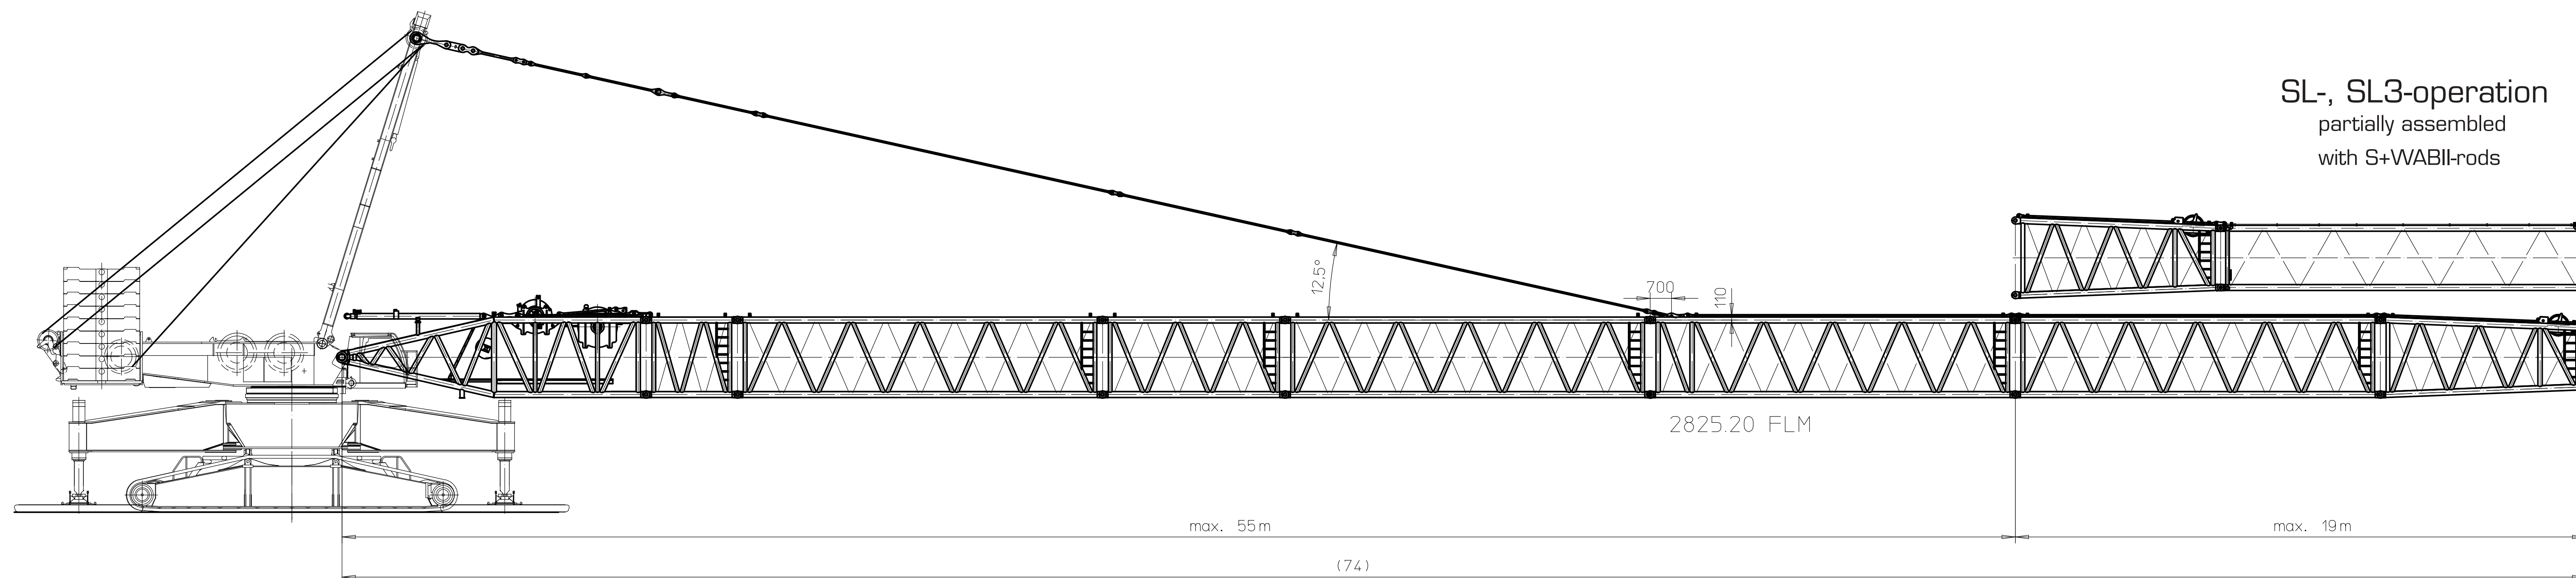 SL-, SL3-operation
partially assembled
with S+WABII-rods
12,5°
700
110
2825.20 FLM
max. 55m
max. 19m
(74)